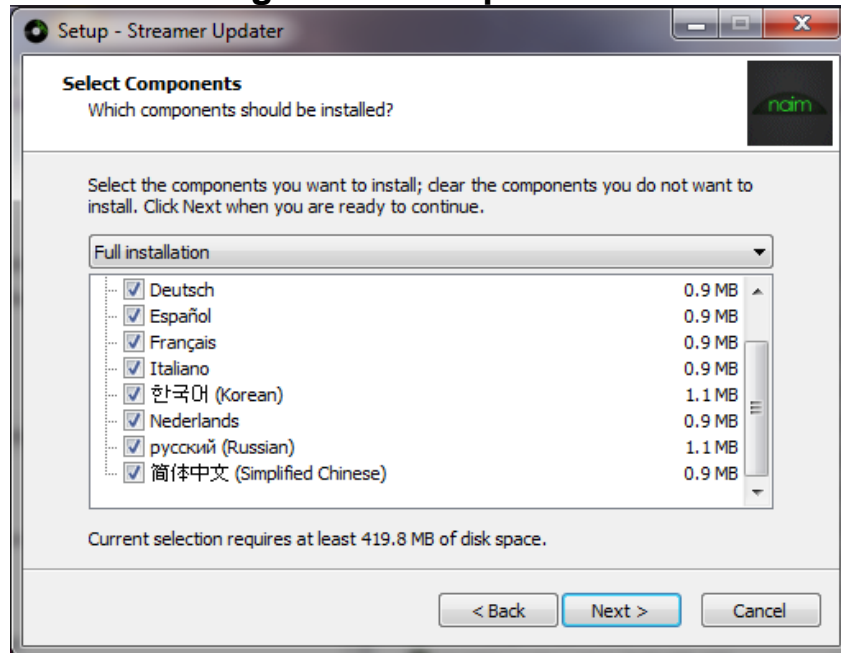 Setup - Streamer Updater
Select Components
Which components should be installed?
naim
Select the components you want to install; clear the components you do not want to
install. Click Next when you are ready to continue.
Full installation
Deutsch 0.9 MB
Español 0.9 MB
Français 0.9 MB
Italiano 0.9 MB
한국어 (Korean) 1.1 MB
Nederlands 0.9 MB
русский (Russian) 1.1 MB
简体中文 (Simplified Chinese) 0.9 MB
Current selection requires at least 419.8 MB of disk space.
< Back Next > Cancel